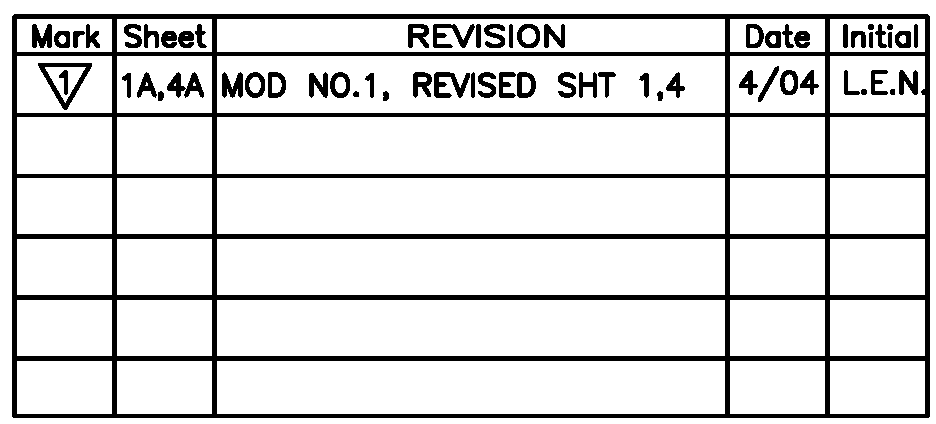 Mark Sheet REVISION Date Initial
1 1A,4A MOD NO.1, REVISED SHT 1,4 4/04 L.E.N.